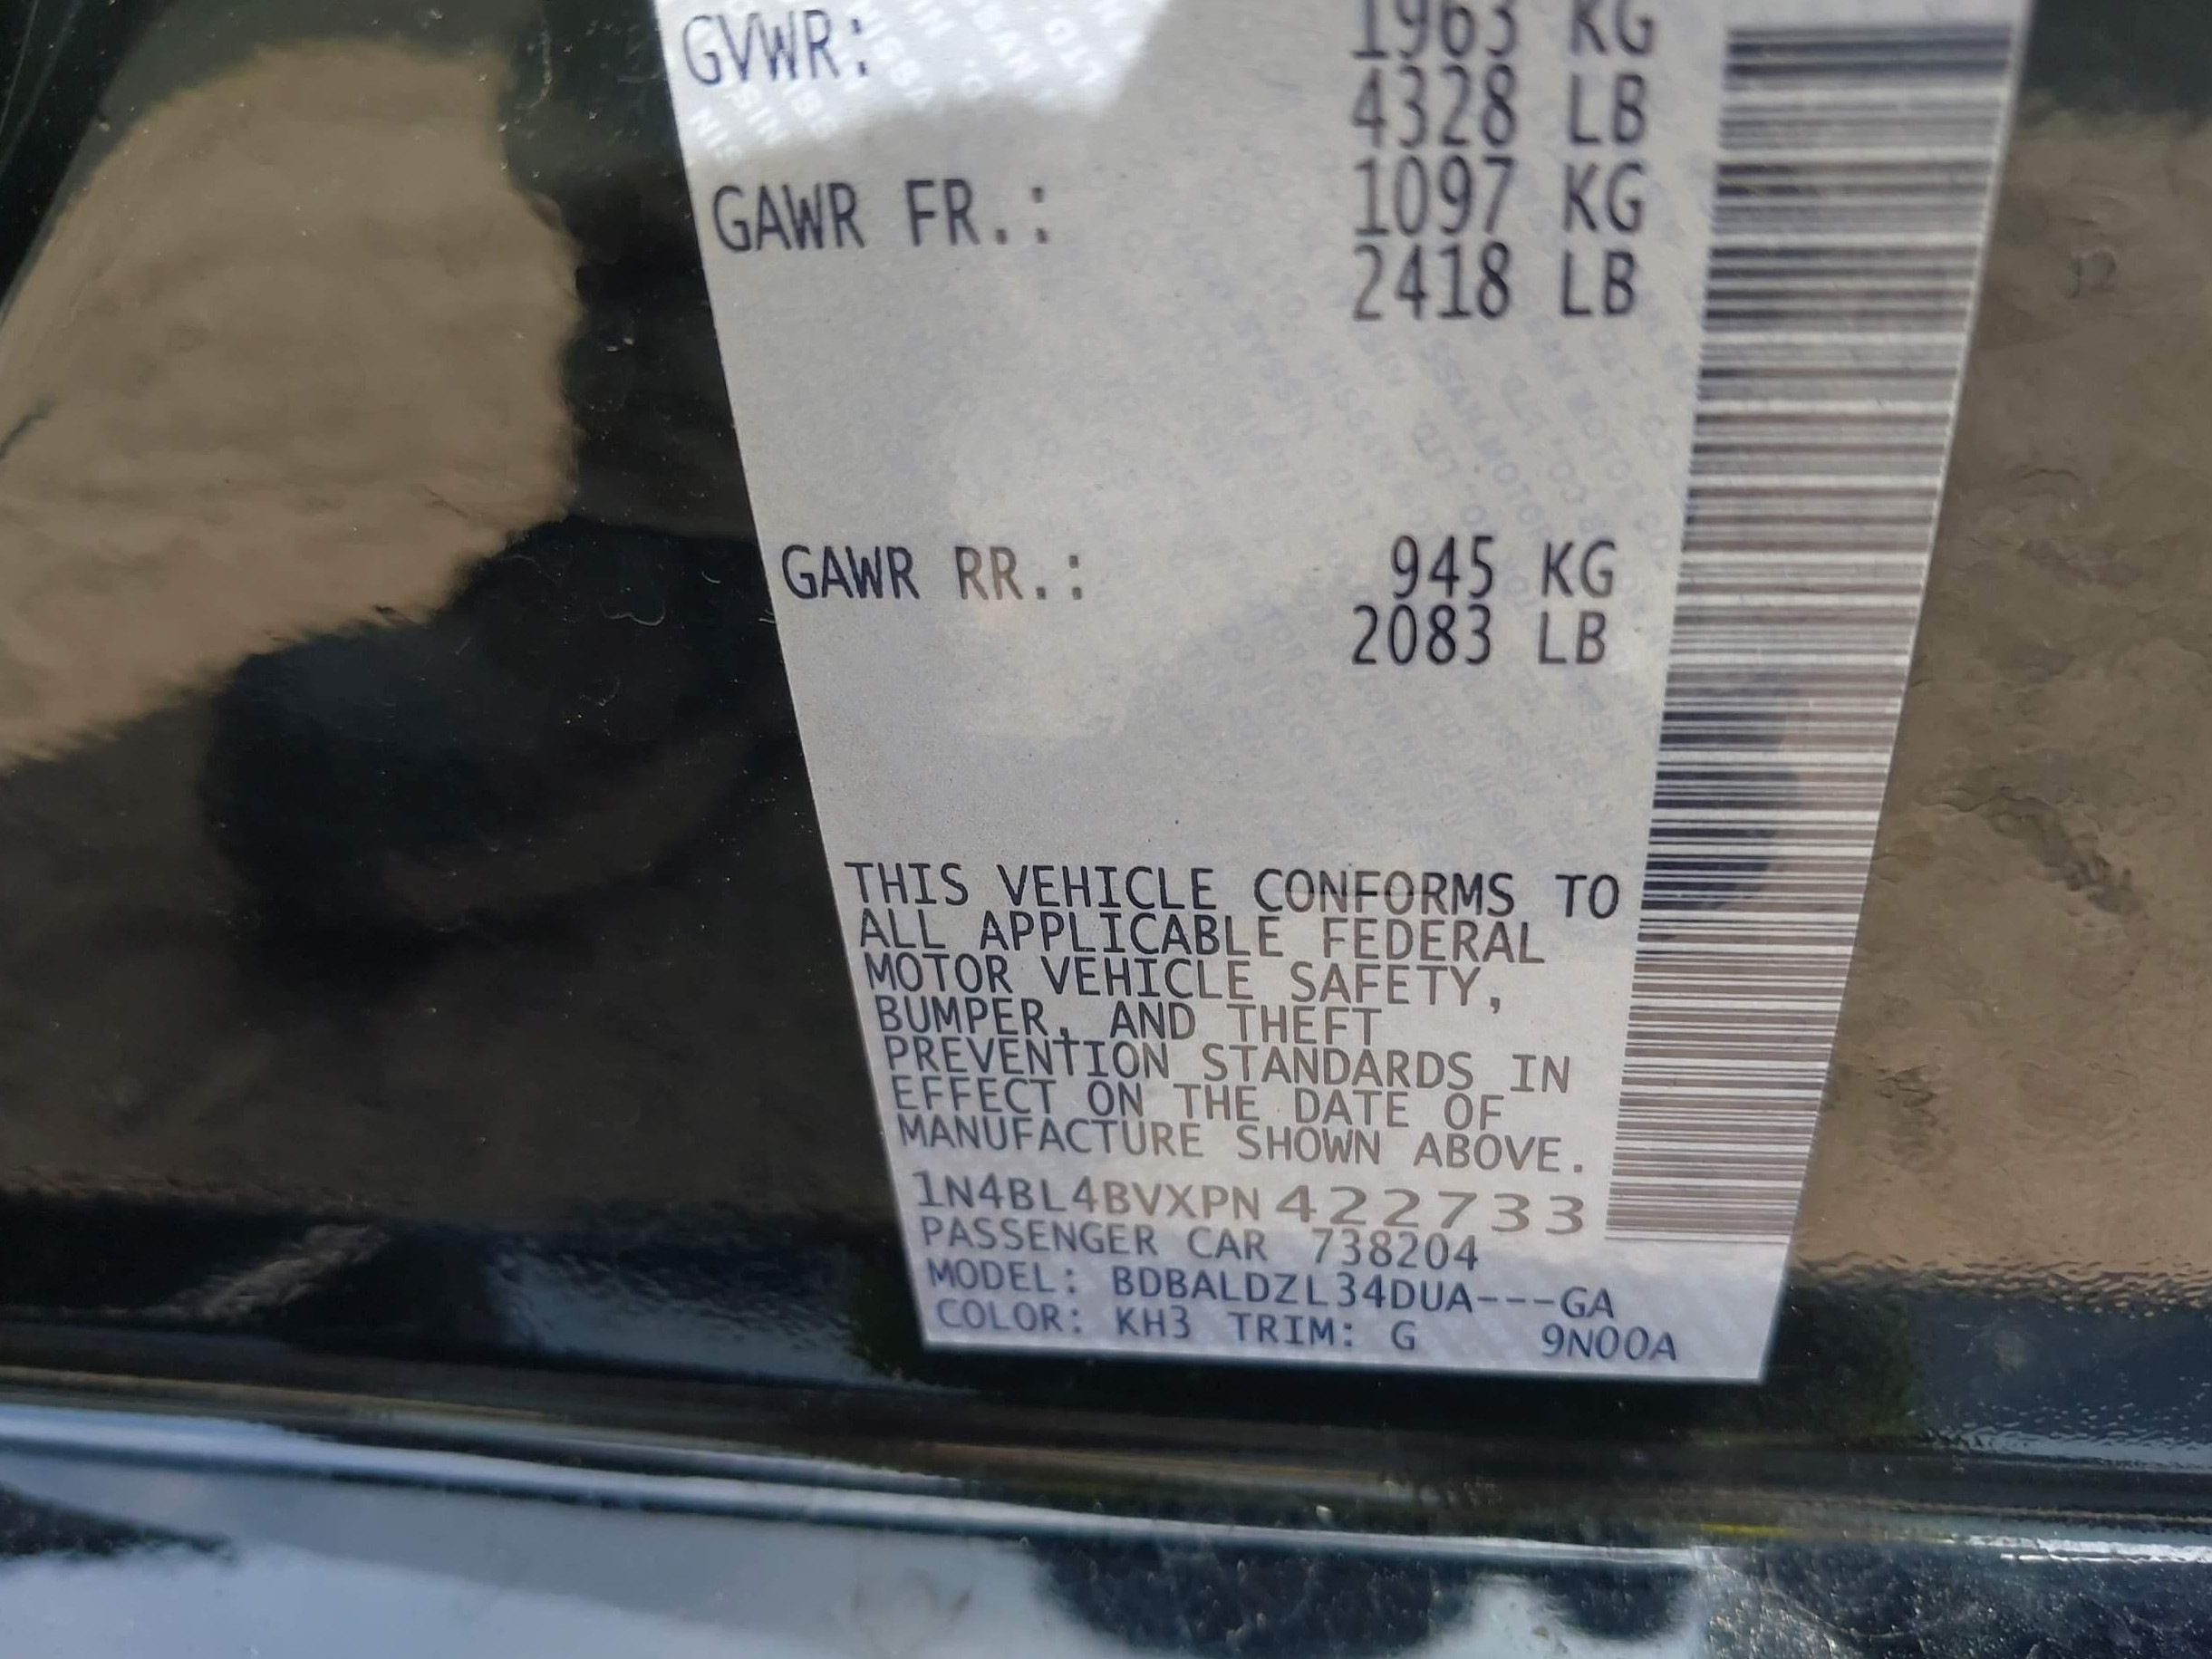 GVWR: 1963 KG
4328 LB
GAWR FR.: 1097 KG
2418 LB
GAWR RR.: 945 KG
2083 LB
THIS VEHICLE CONFORMS TO
ALL APPLICABLE FEDERAL
MOTOR VEHICLE SAFETY,
BUMPER, AND THEFT
PREVENTION STANDARDS IN
EFFECT ON THE DATE OF
MANUFACTURE SHOWN ABOVE.
1N4BL4BVXPN422733
PASSENGER CAR 738204
MODEL: BDBALDZL34DUA---GA
COLOR: KH3 TRIM: G 9N00A